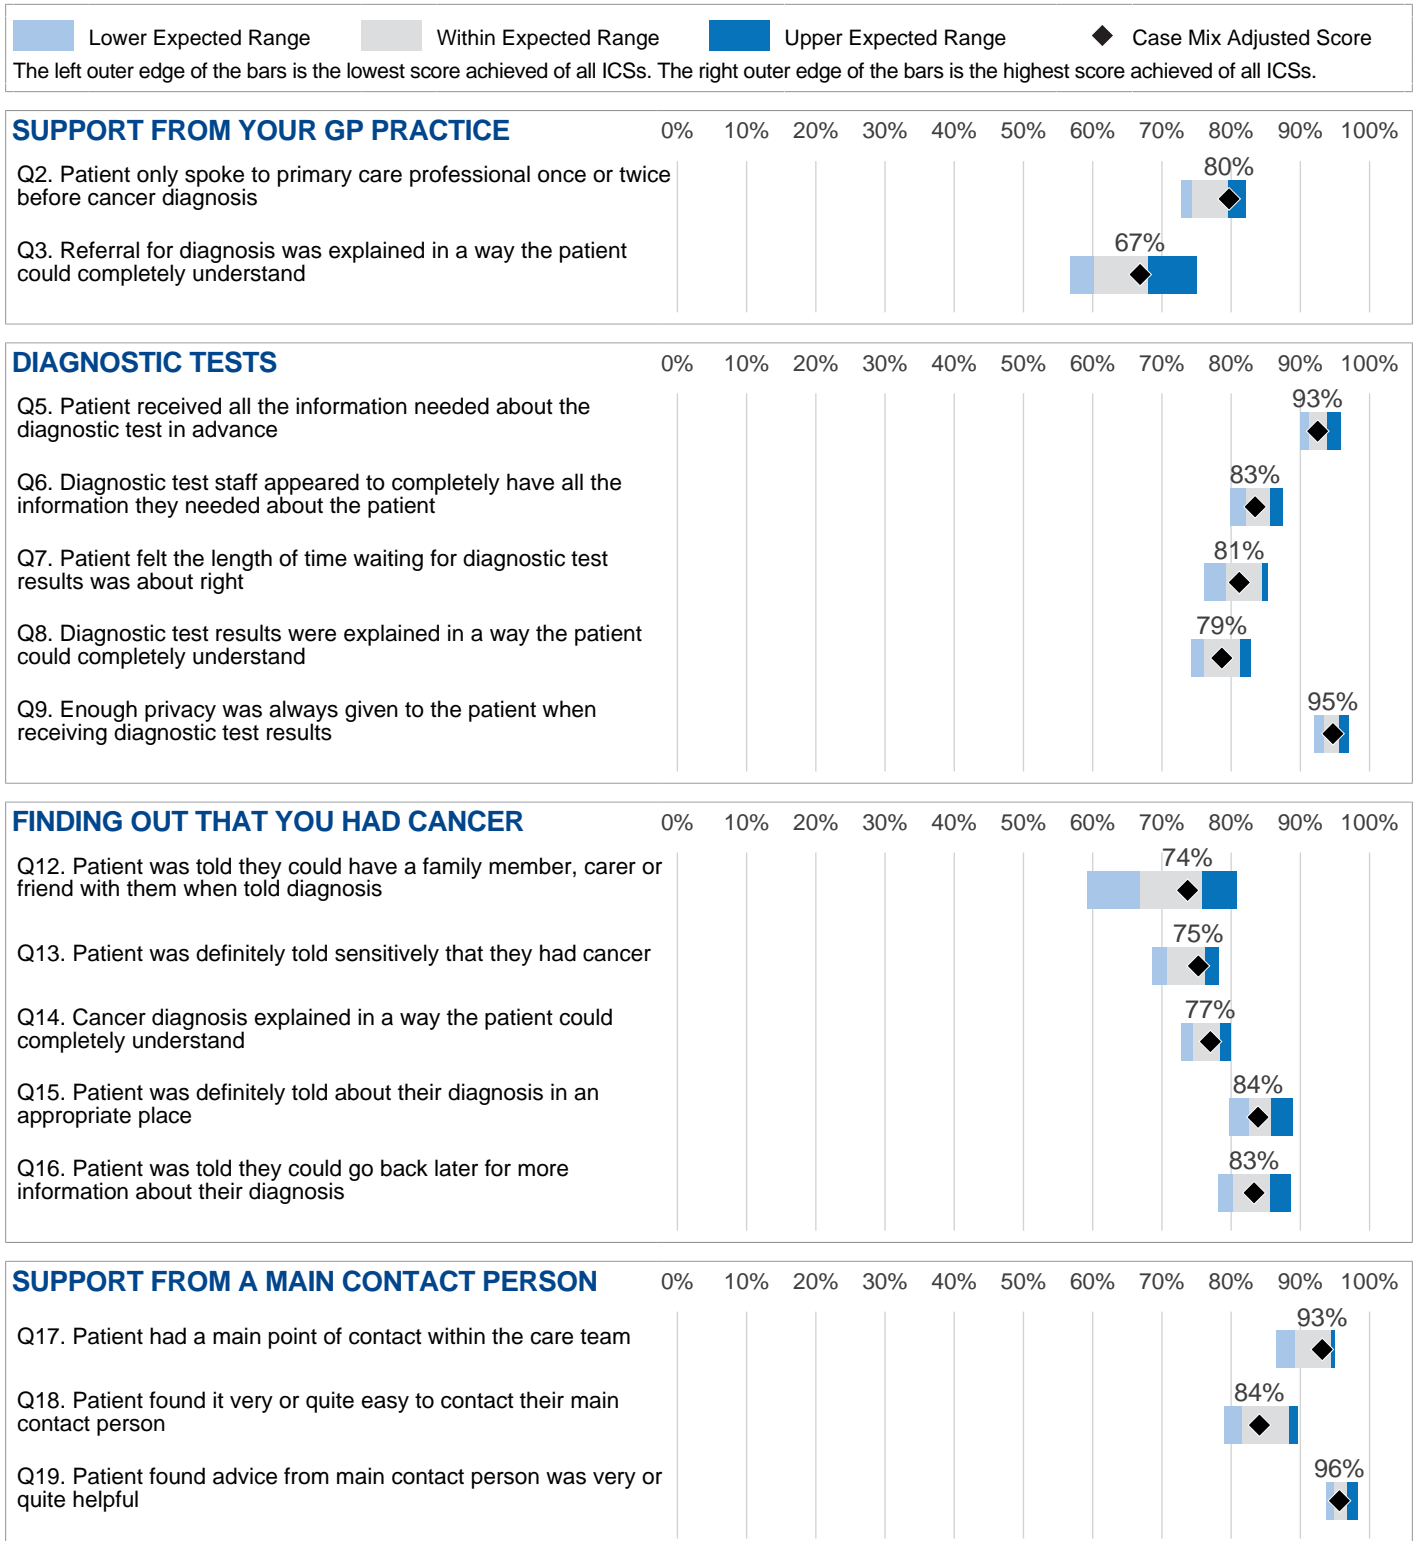 Lower Expected Range Within Expected Range Upper Expected Range Case Mix Adjusted Score
The left outer edge of the bars is the lowest score achieved of all ICSs. The right outer edge of the bars is the highest score achieved of all ICSs.
SUPPORT FROM YOUR GP PRACTICE 0% 10% 20% 30% 40% 50% 60% 70% 80% 90% 100%
Q2. Patient only spoke to primary care professional once or twice
before cancer diagnosis
80%
Q3. Referral for diagnosis was explained in a way the patient
could completely understand
67%
DIAGNOSTIC TESTS 0% 10% 20% 30% 40% 50% 60% 70% 80% 90% 100%
Q5. Patient received all the information needed about the
diagnostic test in advance
93%
Q6. Diagnostic test staff appeared to completely have all the
information they needed about the patient
83%
Q7. Patient felt the length of time waiting for diagnostic test
results was about right
81%
Q8. Diagnostic test results were explained in a way the patient
could completely understand
79%
Q9. Enough privacy was always given to the patient when
receiving diagnostic test results
95%
FINDING OUT THAT YOU HAD CANCER 0% 10% 20% 30% 40% 50% 60% 70% 80% 90% 100%
Q12. Patient was told they could have a family member, carer or
friend with them when told diagnosis
74%
Q13. Patient was definitely told sensitively that they had cancer
75%
Q14. Cancer diagnosis explained in a way the patient could
completely understand
77%
Q15. Patient was definitely told about their diagnosis in an
appropriate place
84%
Q16. Patient was told they could go back later for more
information about their diagnosis
83%
SUPPORT FROM A MAIN CONTACT PERSON 0% 10% 20% 30% 40% 50% 60% 70% 80% 90% 100%
Q17. Patient had a main point of contact within the care team
93%
Q18. Patient found it very or quite easy to contact their main
contact person
84%
Q19. Patient found advice from main contact person was very or
quite helpful
96%